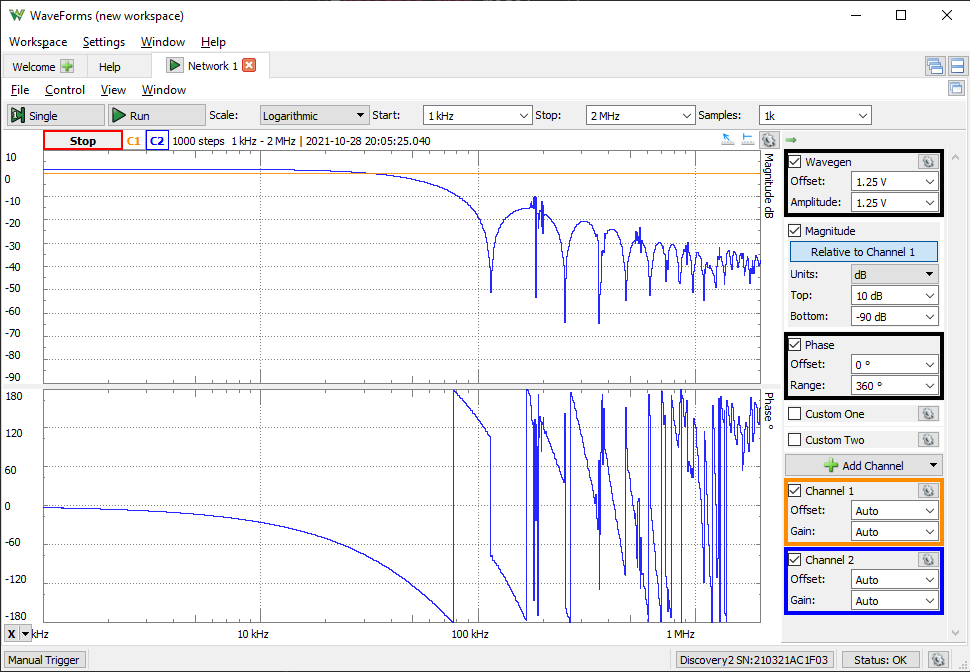 WaveForms (new workspace)
Workspace Settings Window Help
Welcome Help Network 1
File Control View Window
Single Run Scale: Logarithmic Start: 1 kHz Stop: 2 MHz Samples: 1k
Stop C1 C2 1000 steps 1 kHz - 2 MHz | 2021-10-28 20:05:25.040
10
0
-10
-20
-30
-40
-50
-60
-70
-80
-90
Magnitude dB
180
120
60
0
-60
-120
-180
Phase °
X kHz 10 kHz 100 kHz 1 MHz
Wavegen
Offset: 1.25 V
Amplitude: 1.25 V
Magnitude
Relative to Channel 1
Units: dB
Top: 10 dB
Bottom: -90 dB
Phase
Offset: 0 °
Range: 360 °
Custom One
Custom Two
Add Channel
Channel 1
Offset: Auto
Gain: Auto
Channel 2
Offset: Auto
Gain: Auto
Manual Trigger Discovery2 SN:210321AC1F03 Status: OK